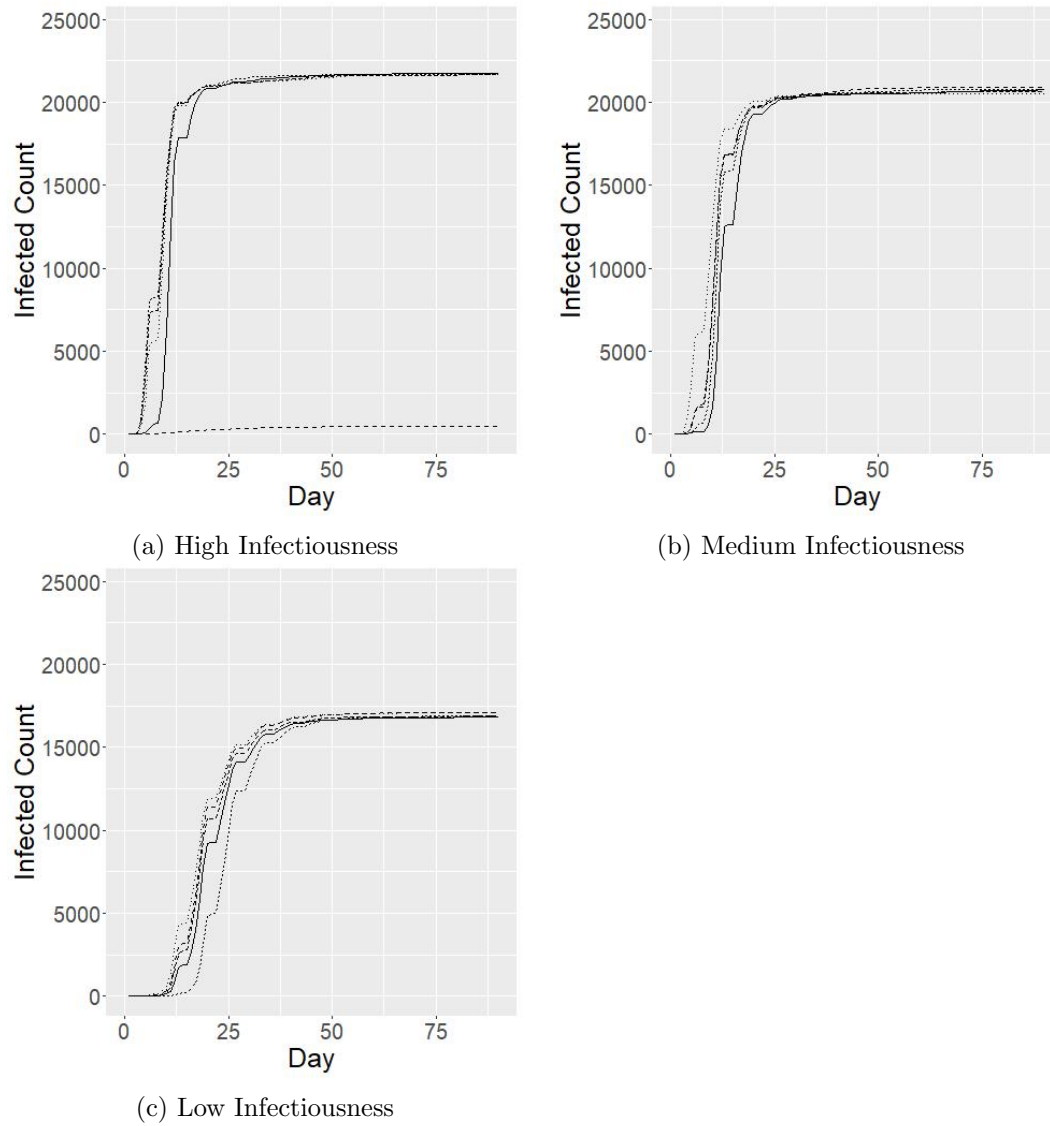 25000
20000
15000
10000
5000
0
Infected Count
0 25 50 75
Day
(a) High Infectiousness
25000
20000
15000
10000
5000
0
Infected Count
0 25 50 75
Day
(b) Medium Infectiousness
25000
20000
15000
10000
5000
0
Infected Count
0 25 50 75
Day
(c) Low Infectiousness